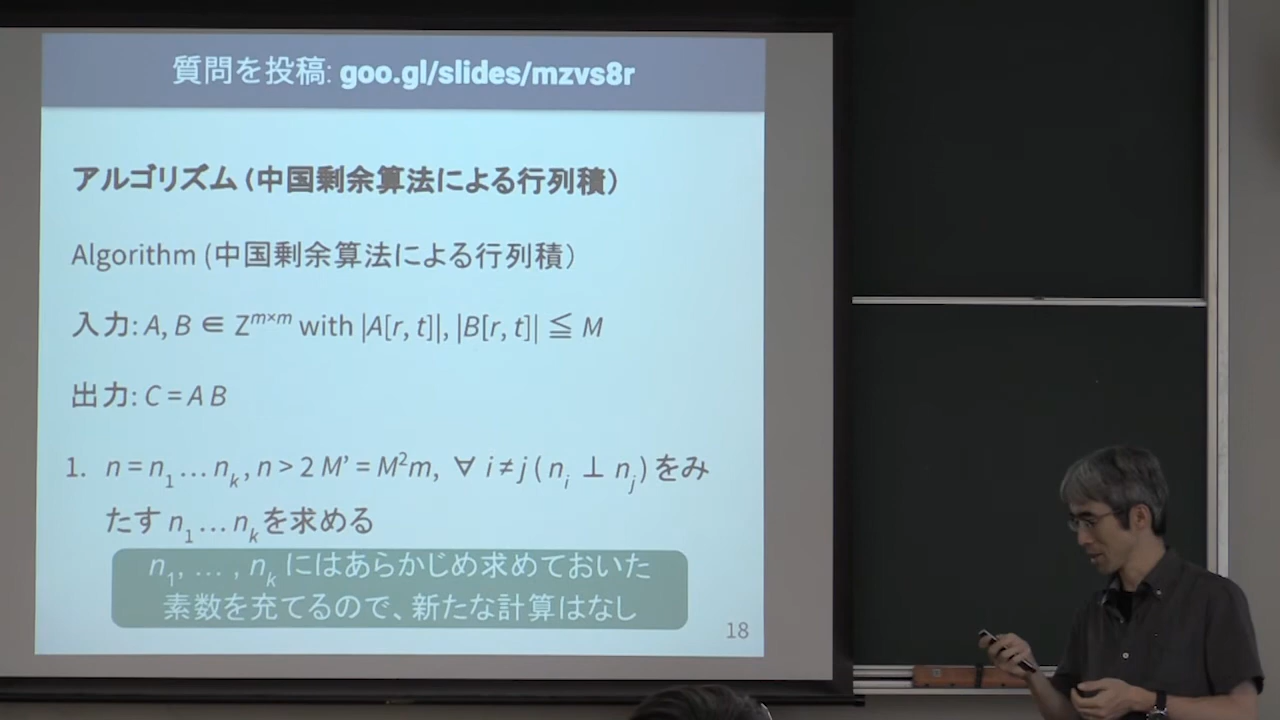 質問を投稿: goo.gl/slides/mzvs8r
アルゴリズム (中国剰余算法による行列積)
Algorithm (中国剰余算法による行列積)
入力: A, B ∈ Z^{m×m} with |A[r, t]|, |B[r, t]| ≦ M
出力: C = A B
1. n = n_1 … n_k, n > 2 M' = M^2m, ∀ i ≠ j ( n_i ⊥ n_j ) をみ
たす n_1 … n_k を求める
n_1, … , n_k にはあらかじめ求めておいた
素数を充てるので、新たな計算はなし
18